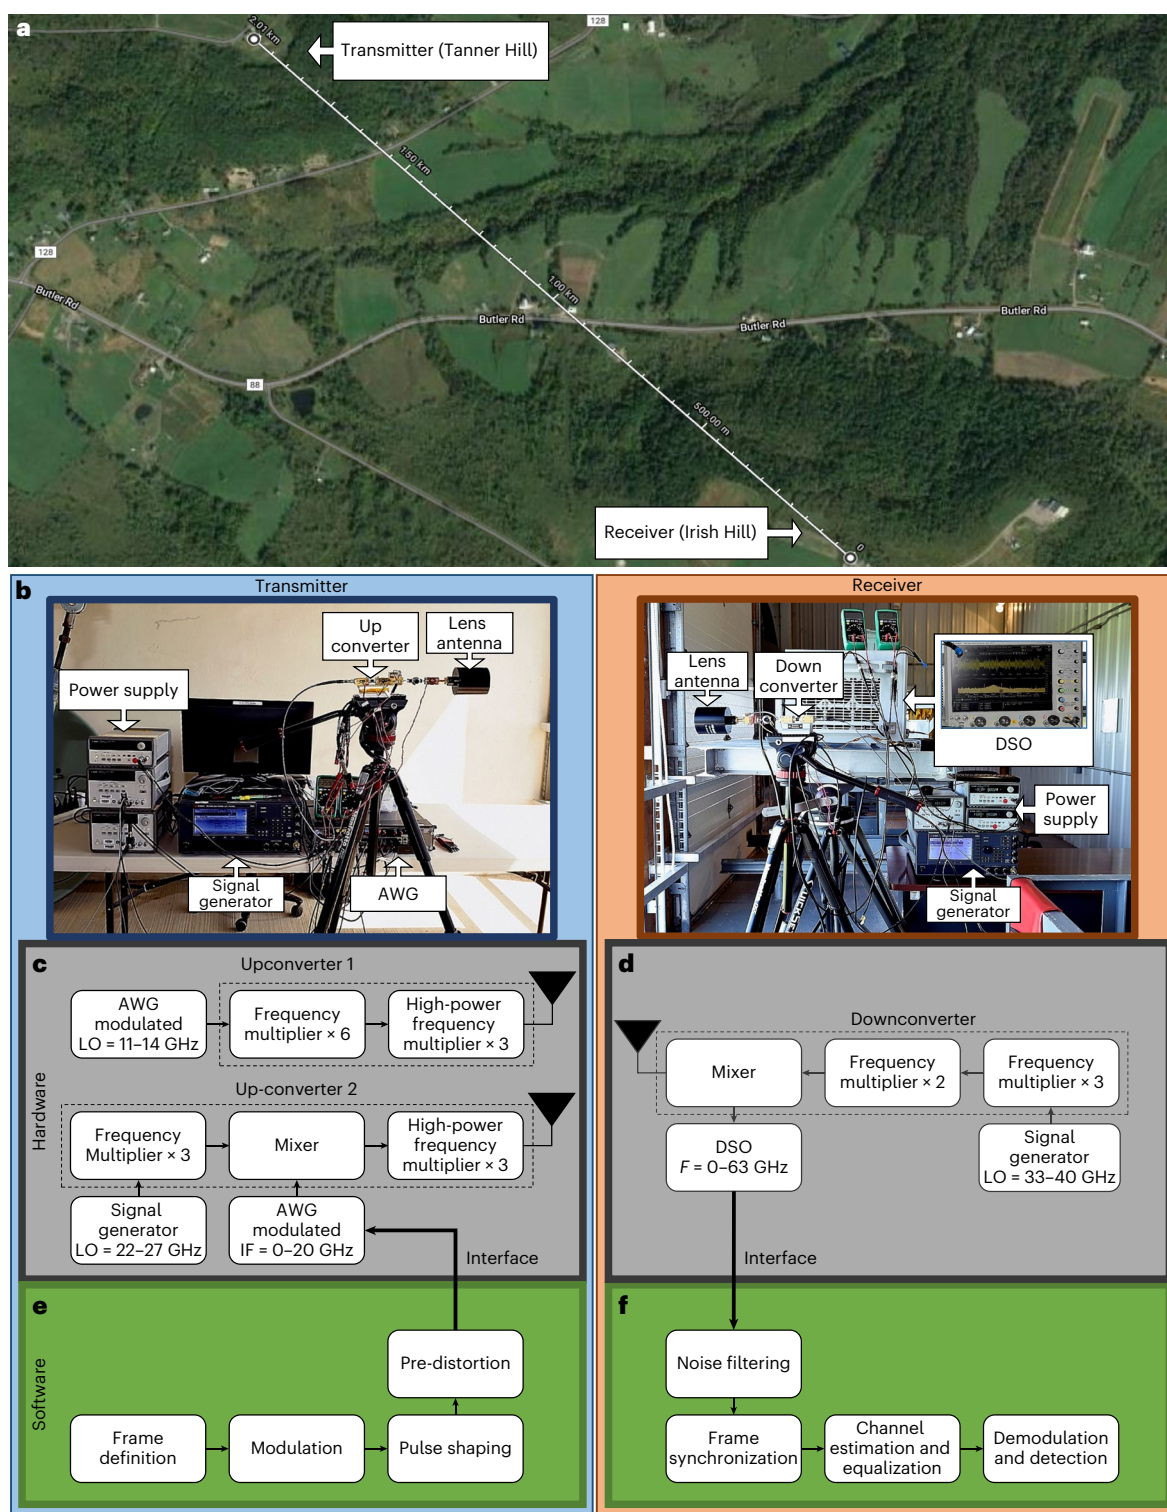 a
2.01 km
128
Transmitter (Tanner Hill)
1.50 km
128
1.00 km
Butler Rd
Butler Rd
Butler Rd
Butler Rd
88
500.00 m
Receiver (Irish Hill)
0
b
Transmitter
Up
converter
Lens
antenna
Power supply
Signal
generator
AWG
Receiver
Lens
antenna
Down
converter
DSO
Power
supply
Signal
generator
c
Upconverter 1
AWG
modulated
LO = 11–14 GHz
Frequency
multiplier × 6
High-power
frequency
multiplier × 3
Hardware
Up-converter 2
Frequency
Multiplier × 3
Mixer
High-power
frequency
multiplier × 3
Signal
generator
LO = 22–27 GHz
AWG
modulated
IF = 0–20 GHz
Interface
d
Downconverter
Mixer
Frequency
multiplier × 2
Frequency
multiplier × 3
DSO
F = 0–63 GHz
Signal
generator
LO = 33–40 GHz
Interface
e
Software
Pre-distortion
Frame
definition
Modulation
Pulse shaping
f
Noise filtering
Frame
synchronization
Channel
estimation and
equalization
Demodulation
and detection